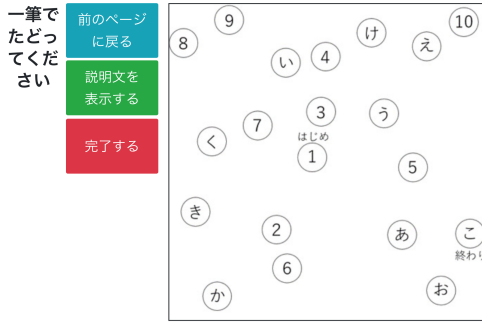 一筆で
たどっ
てくだ
さい
前のページ
に戻る
説明文を
表示する
完了する
9
10
8
け
え
い
4
3
う
7
く
はじめ
1
5
き
2
あ
こ
終わり
6
か
お